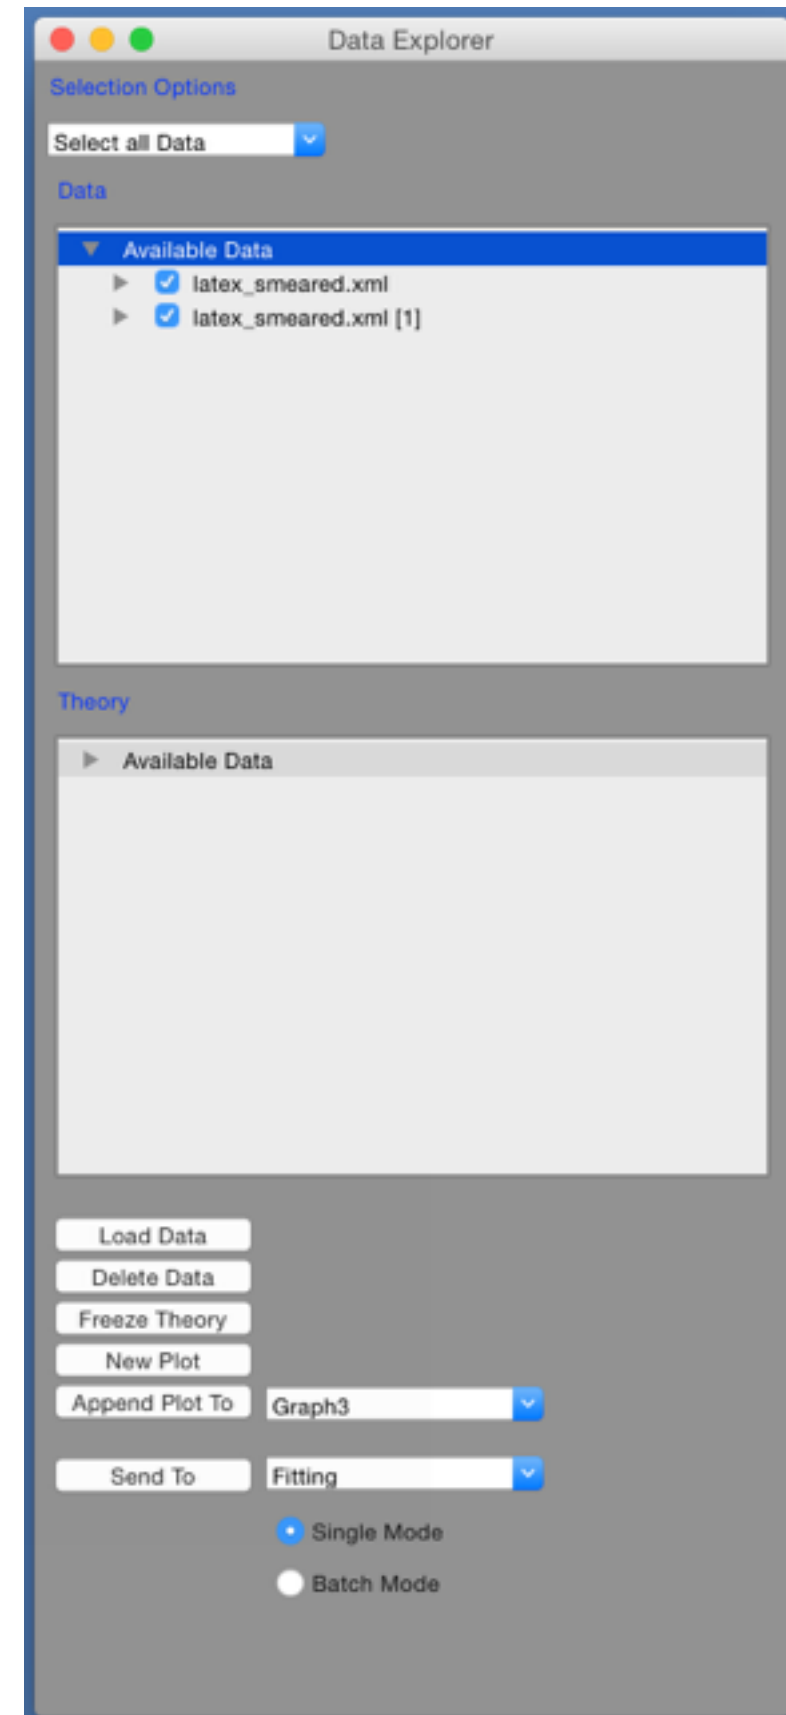 Data Explorer
Selection Options
Select all Data
Data
Available Data
latex_smeared.xml
latex_smeared.xml [1]
Theory
Available Data
Load Data
Delete Data
Freeze Theory
New Plot
Append Plot To Graph3
Send To Fitting
Single Mode
Batch Mode